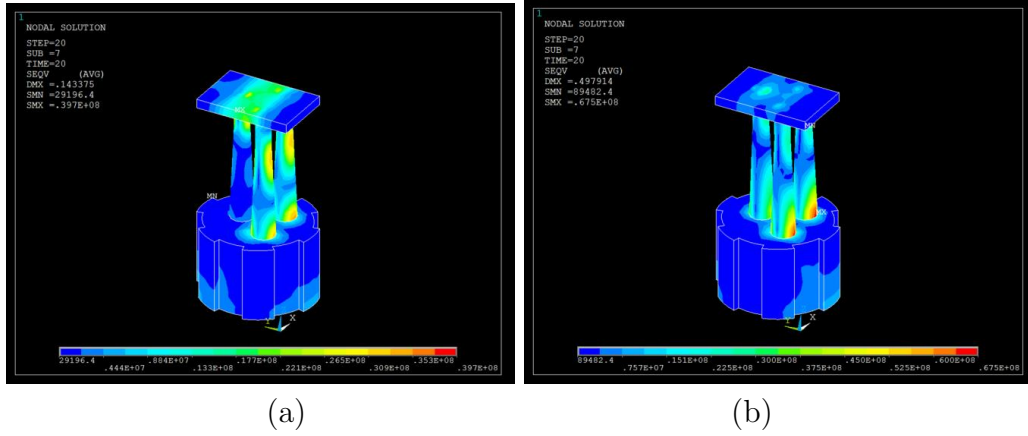 1
NODAL SOLUTION
STEP=20
SUB =7
TIME=20
SEQV (AVG)
DMX =.143375
SMN =29196.4
SMX =.397E+08
MX
MN
Y X
29196.4 .884E+07 .177E+08 .265E+08 .353E+08
.444E+07 .133E+08 .221E+08 .309E+08 .397E+08
(a)
1
NODAL SOLUTION
STEP=20
SUB =7
TIME=20
SEQV (AVG)
DMX =.497914
SMN =89482.4
SMX =.675E+08
MN
MX
Y X
89482.4 .151E+08 .300E+08 .450E+08 .600E+08
.757E+07 .225E+08 .375E+08 .525E+08 .675E+08
(b)